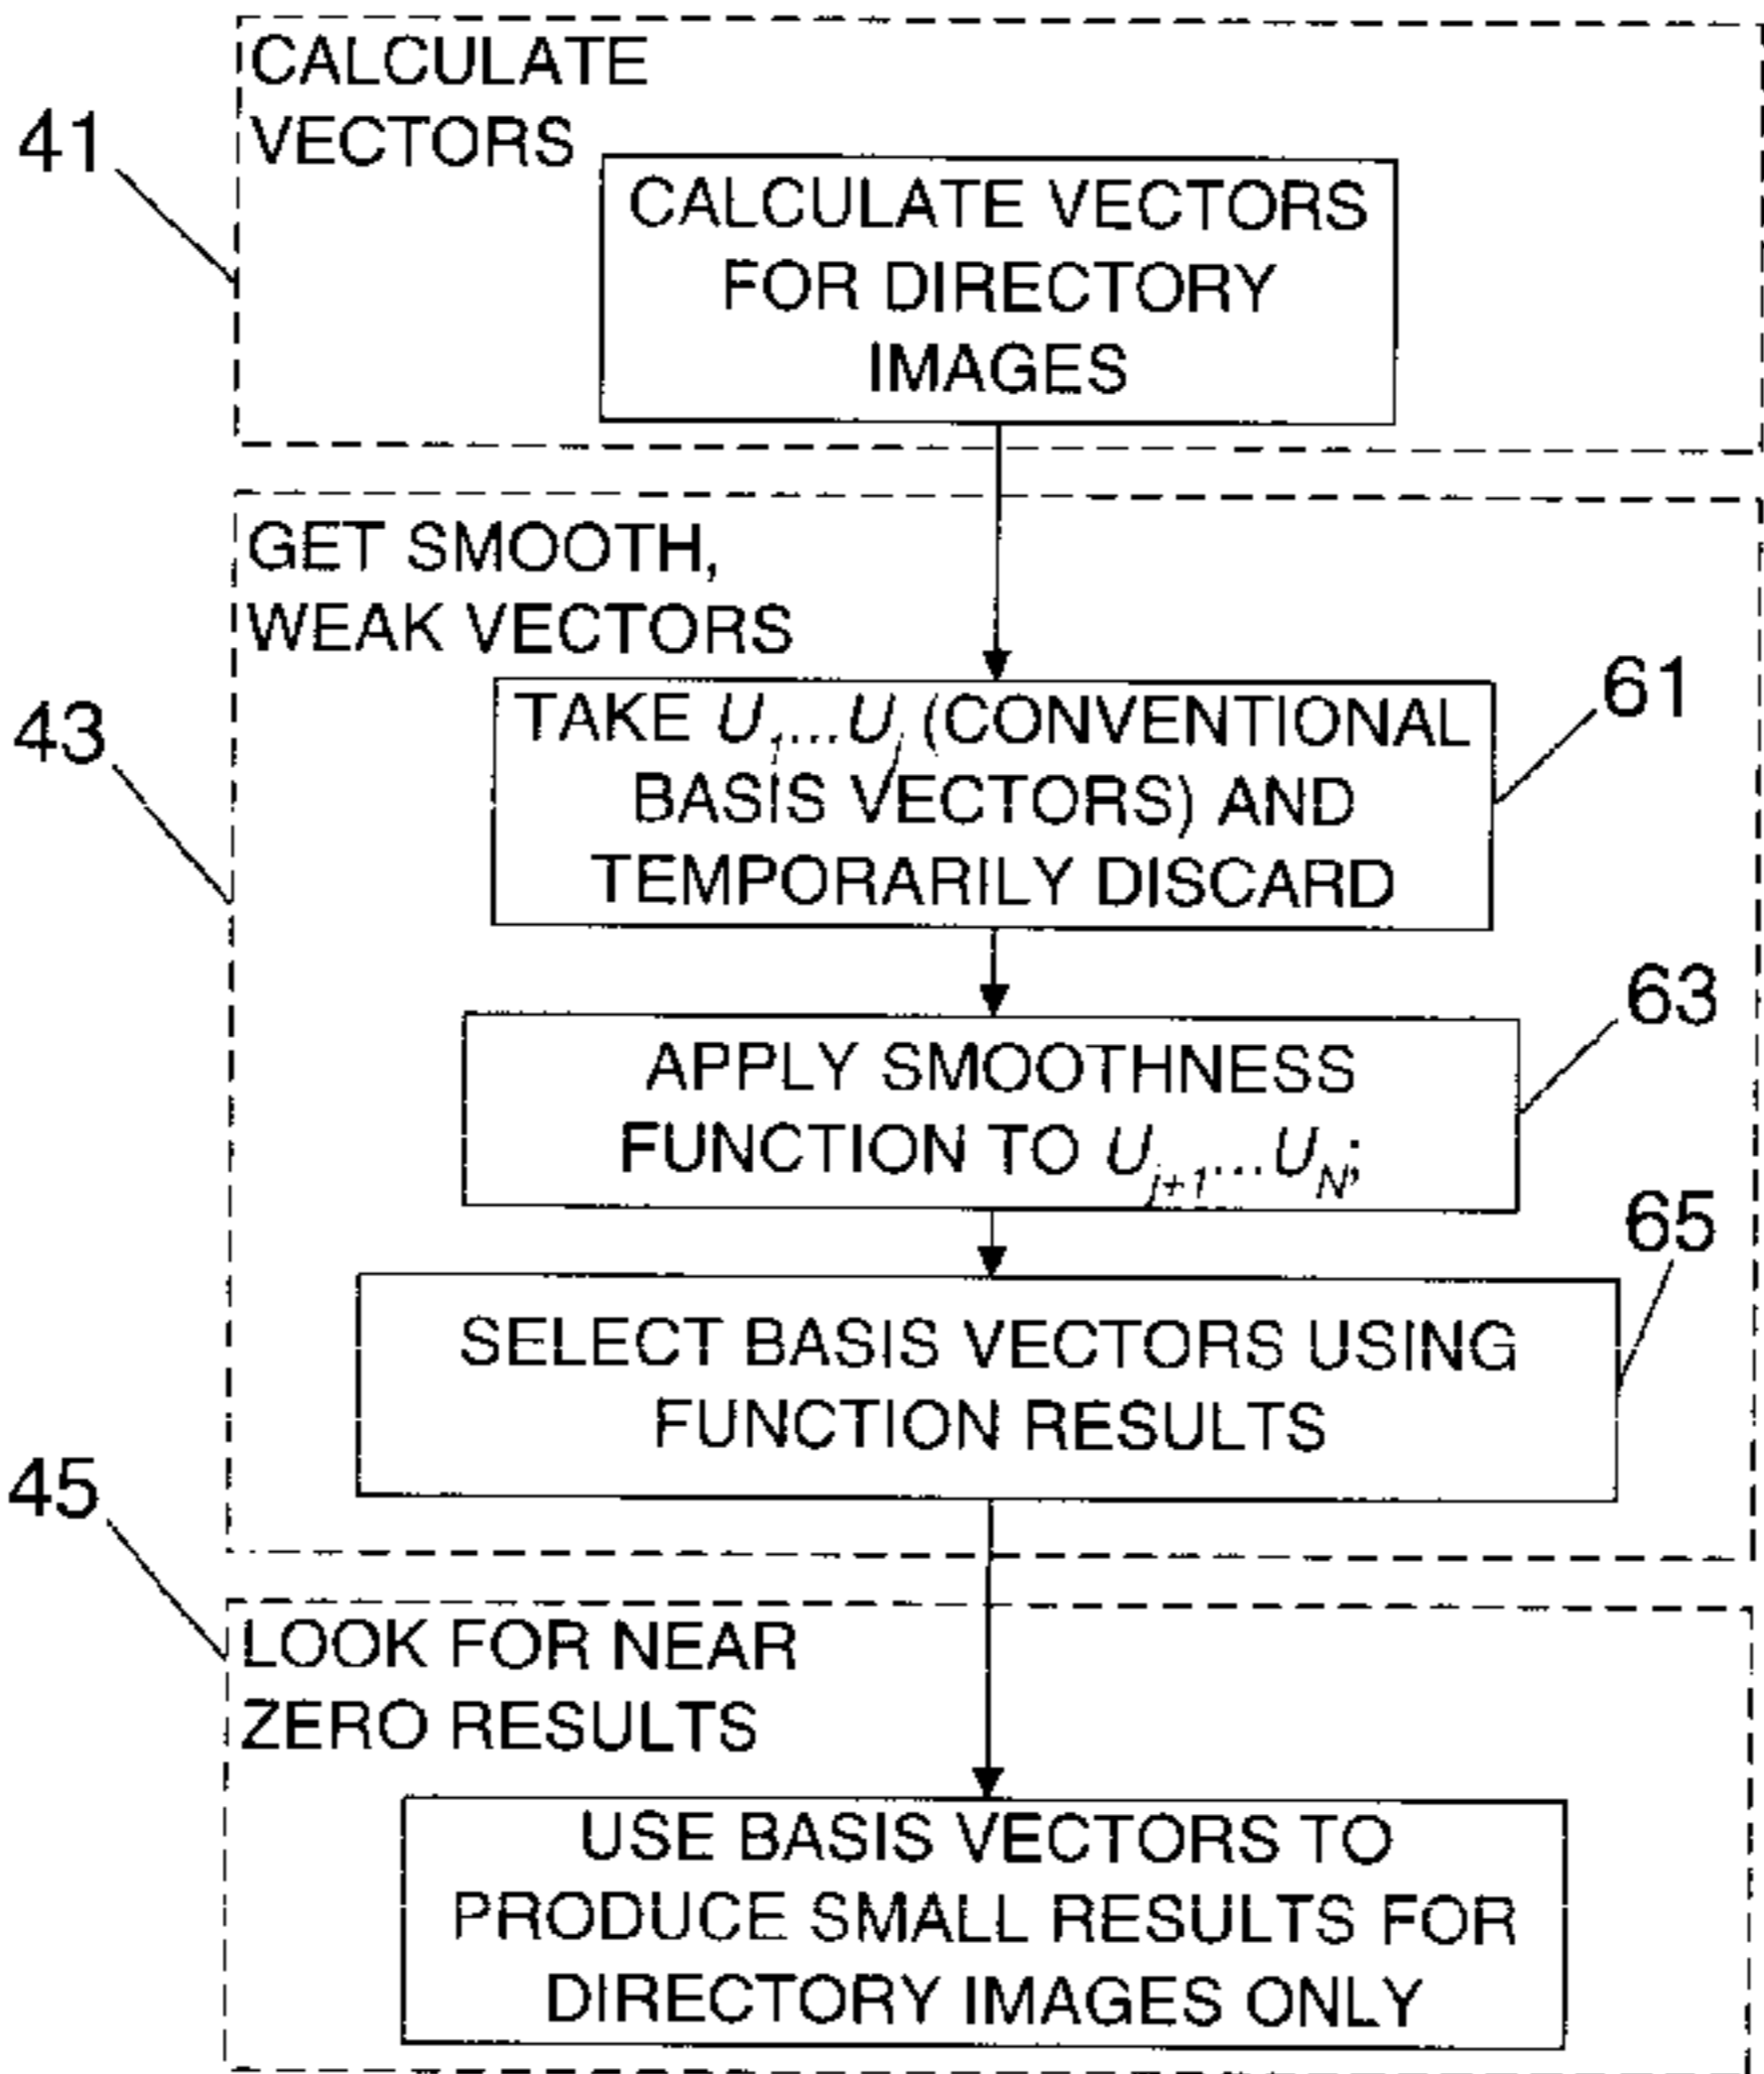 CALCULATE
VECTORS
41
CALCULATE VECTORS
FOR DIRECTORY
IMAGES
GET SMOOTH,
WEAK VECTORS
43
TAKE U1...Uj (CONVENTIONAL
BASIS VECTORS) AND
TEMPORARILY DISCARD
61
APPLY SMOOTHNESS
FUNCTION TO Uj+1...UN;
63
SELECT BASIS VECTORS USING
FUNCTION RESULTS
65
45
LOOK FOR NEAR
ZERO RESULTS
USE BASIS VECTORS TO
PRODUCE SMALL RESULTS FOR
DIRECTORY IMAGES ONLY